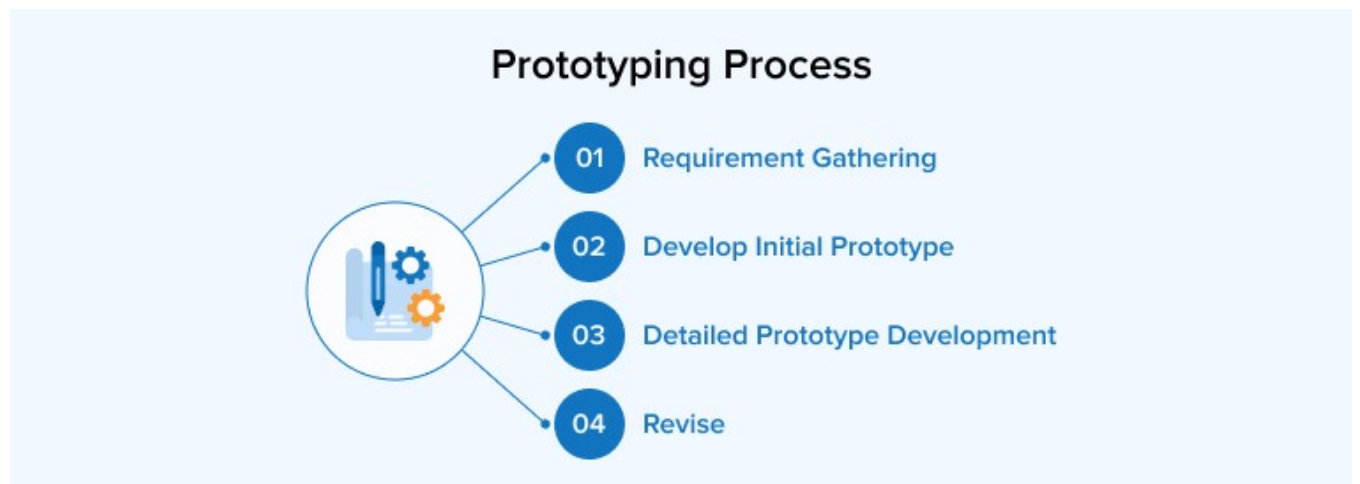 Prototyping Process
01 Requirement Gathering
02 Develop Initial Prototype
03 Detailed Prototype Development
04 Revise